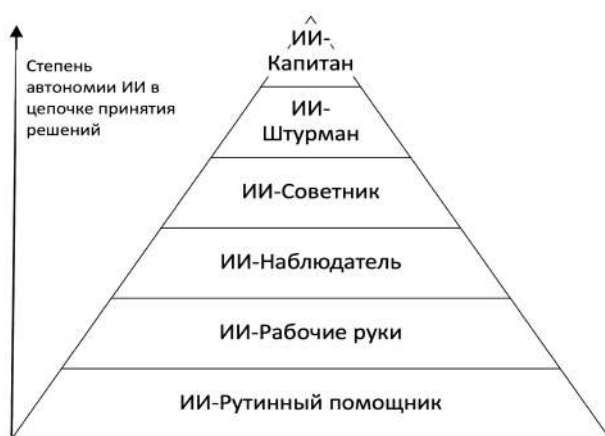 ИИ-
Капитан
Степень
автономии ИИ в
цепочке принятия
решений
ИИ-
Штурман
ИИ-Советник
ИИ-Наблюдатель
ИИ-Рабочие руки
ИИ-Рутинный помощник